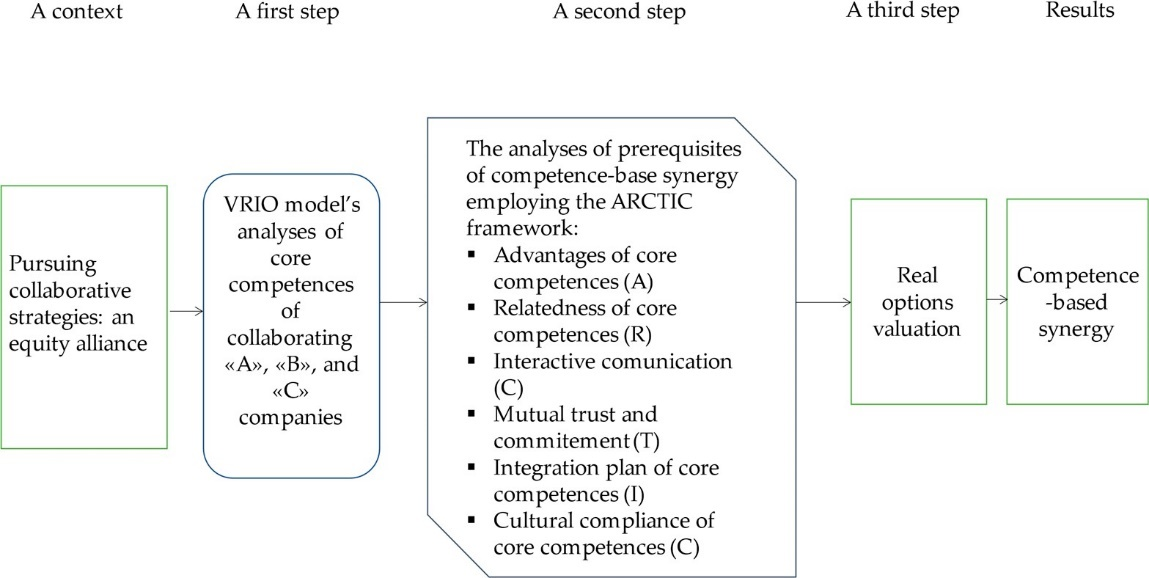 A context
A first step
A second step
A third step
Results
Pursuing
collaborative
strategies: an
equity alliance
VRIO model’s
analyses of
core
competences
of
collaborating
«A», «B», and
«C»
companies
The analyses of prerequisites
of competence-base synergy
employing the ARCTIC
framework:
▪ Advantages of core
competences (A)
▪ Relatedness of core
competences (R)
▪ Interactive comunication
(C)
▪ Mutual trust and
commitement (T)
▪ Integration plan of core
competences (I)
▪ Cultural compliance of
core competences (C)
Real
options
valuation
Competence
-based
synergy